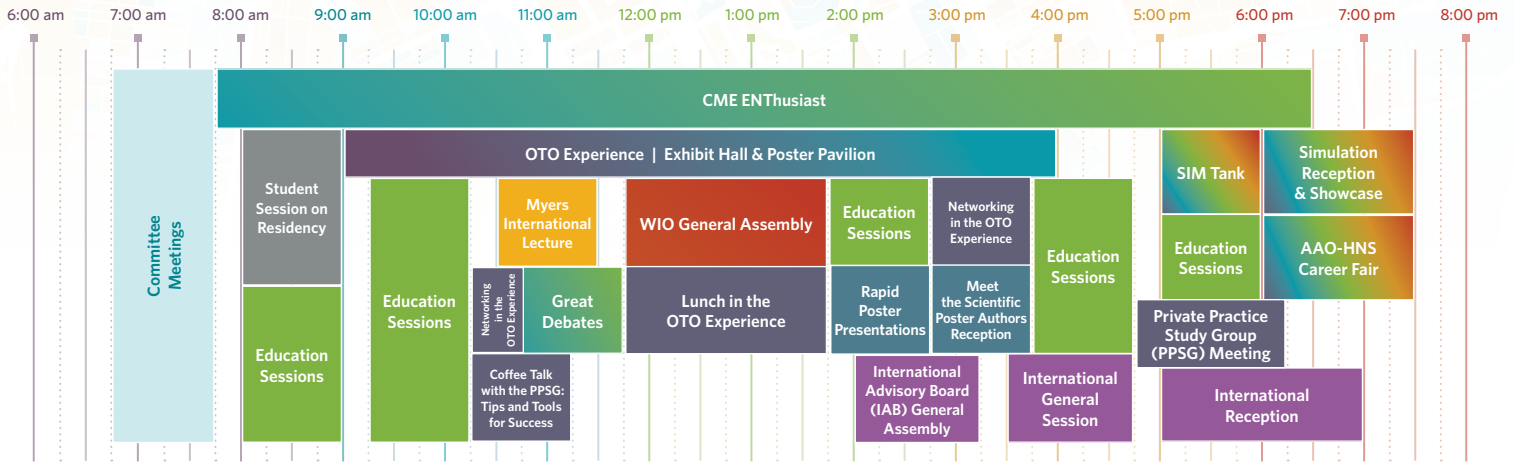 6:00 am 7:00 am 8:00 am 9:00 am 10:00 am 11:00 am 12:00 pm 1:00 pm 2:00 pm 3:00 pm 4:00 pm 5:00 pm 6:00 pm 7:00 pm 8:00 pm
Committee
Meetings
CME ENThusiast
Student
Session on
Residency
Education
Sessions
OTO Experience | Exhibit Hall & Poster Pavilion
Education
Sessions
Myers
International
Lecture
Networking
in the
OTO Experience
Great
Debates
Coffee Talk
with the PPSG:
Tips and Tools
for Success
WIO General Assembly
Lunch in the
OTO Experience
Education
Sessions
Rapid
Poster
Presentations
International
Advisory Board
(IAB) General
Assembly
Networking
in the OTO
Experience
Meet
the Scientific
Poster Authors
Reception
Education
Sessions
International
General
Session
SIM Tank
Education
Sessions
Private Practice
Study Group
(PPSG) Meeting
International
Reception
Simulation
Reception
& Showcase
AAO-HNS
Career Fair